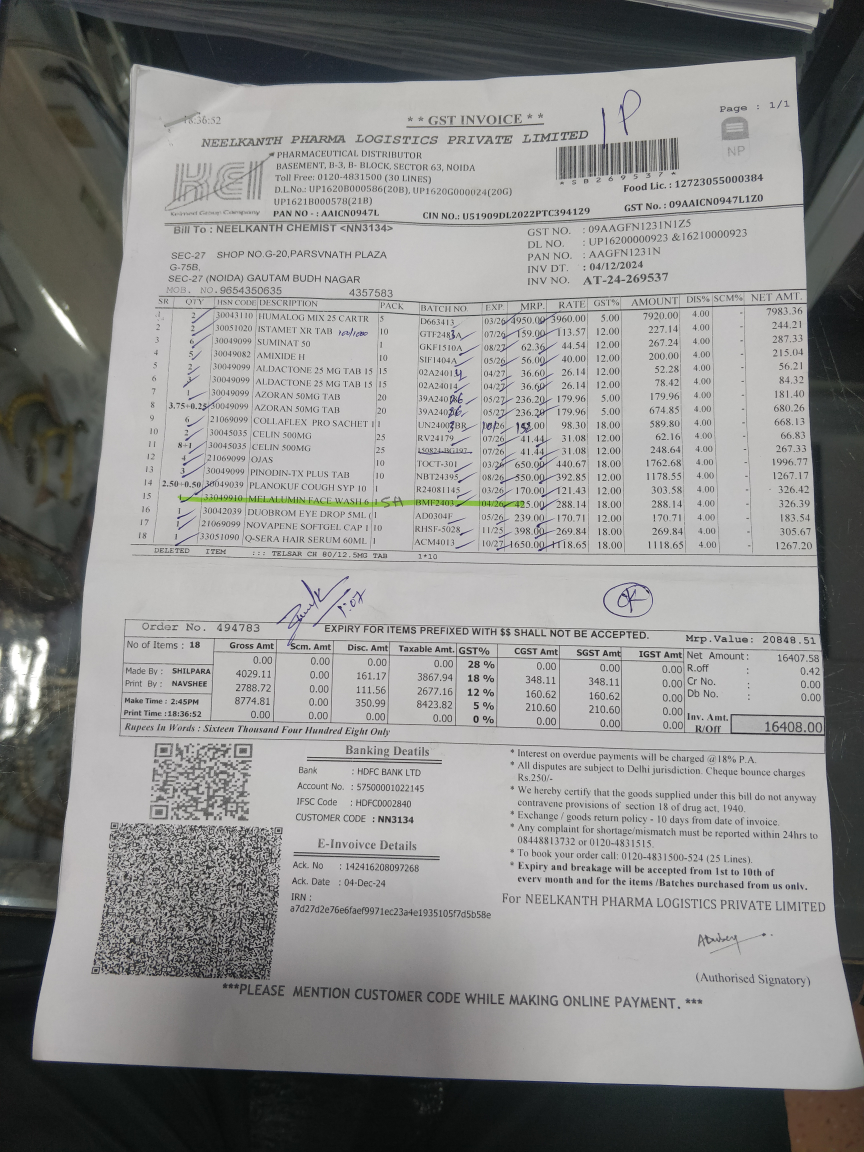 18:36:52
** GST INVOICE **
1P
Page : 1/1
NEELKANTH PHARMA LOGISTICS PRIVATE LIMITED
NP
KEI
Kesmed Group Company
PHARMACEUTICAL DISTRIBUTOR
BASEMENT, B-3, B- BLOCK, SECTOR 63, NOIDA
Toll Free: 0120-4831500 (30 LINES)
D.L.No.: UP1620B000586(20B), UP1620G000024(20G)
UP1621B000578(21B)
PAN NO - : AAICN0947L
CIN NO.: U51909DL2022PTC394129
*SB269537*
Food Lic. : 12723055000384
GST No. : 09AAICN0947L1Z0
Bill To : NEELKANTH CHEMIST <NN3134>
SEC-27 SHOP NO.G-20,PARSVNATH PLAZA
G-75B,
SEC-27 (NOIDA) GAUTAM BUDH NAGAR
MOB. NO. 9654350635 4357583
GST NO. : 09AAGFN1231N1Z5
DL NO. : UP16200000923 &16210000923
PAN NO. : AAGFN1231N
INV DT. : 04/12/2024
INV NO. AT-24-269537
SR QTY HSN CODE DESCRIPTION PACK BATCH NO. EXP. MRP. RATE GST% AMOUNT DIS% SCM% NET AMT.
1 2 30043110 HUMALOG MIX 25 CARTR 5 D663413 03/26 4950.00 3960.00 5.00 7920.00 4.00 - 7983.36
2 2 30051020 ISTAMET XR TAB 100/1000 10 GTF2483A 07/26 159.00 113.57 12.00 227.14 4.00 - 244.21
3 6 30049099 SUMINAT 50 1 GKF1510A 08/27 62.36 44.54 12.00 267.24 4.00 - 287.33
4 5 30049082 AMIXIDE H 10 SIF1404A 05/26 56.00 40.00 12.00 200.00 4.00 - 215.04
5 2 30049099 ALDACTONE 25 MG TAB 15 15 02A24013 04/27 36.60 26.14 12.00 52.28 4.00 - 56.21
6 3 30049099 ALDACTONE 25 MG TAB 15 15 02A24014 04/27 36.60 26.14 12.00 78.42 4.00 - 84.32
7 1 30049099 AZORAN 50MG TAB 20 39A24026 05/27 236.20 179.96 12.00 179.96 4.00 - 181.40
8 3.75+0.25 30049099 AZORAN 50MG TAB 20 39A24026 05/27 236.20 179.96 12.00 674.85 4.00 - 680.26
9 6 21069099 COLLAFLEX PRO SACHET 1 1 UN24003BR 10/26 152.00 98.30 18.00 589.80 4.00 - 668.13
10 2 30045035 CELIN 500MG 25 RV24179 07/26 41.44 31.08 12.00 62.16 4.00 - 66.83
11 8+1 30045035 CELIN 500MG 25 150824-BG197 07/26 41.44 31.08 12.00 248.64 4.00 - 267.33
12 4 21069099 OJAS 10 TOCT-301 03/26 650.00 440.67 18.00 1762.68 4.00 - 1996.77
13 3 30049099 PINODIN-TX PLUS TAB 10 NBT24395 08/26 550.00 392.85 12.00 1178.55 4.00 - 1267.17
14 2.50+0.50 30049039 PLANOKUF COUGH SYP 10 1 R24081145 03/26 170.00 121.43 12.00 303.58 4.00 - 326.42
15 1 33049910 MELALUMIN FACE WASH 6 1 SH BMF2403 04/26 425.00 288.14 18.00 288.14 4.00 - 326.39
16 1 30042039 DUOBROM EYE DROP 5ML ( 1 AD0304F 05/26 239.00 170.71 12.00 170.71 4.00 - 183.54
17 1 21069099 NOVAPENE SOFTGEL CAP 1 10 RHSF-5028 11/25 398.00 269.84 18.00 269.84 4.00 - 305.67
18 1 33051090 Q-SERA HAIR SERUM 60ML 1 ACM4013 10/27 1650.00 1118.65 18.00 1118.65 4.00 - 1267.20
DELETED ITEM ::: TELSAR CH 80/12.5MG TAB 1*10
OK
Order No. 494783
EXPIRY FOR ITEMS PREFIXED WITH $$ SHALL NOT BE ACCEPTED.
Mrp.Value: 20848.51
No of Items : 18
Made By : SHILPARA
Print By : NAVSHEE
Make Time : 2:45PM
Print Time :18:36:52
Gross Amt Scm. Amt Disc. Amt Taxable Amt. GST% CGST Amt SGST Amt IGST Amt
0.00 0.00 0.00 0.00 28 % 0.00 0.00 0.00
4029.11 0.00 161.17 3867.94 18 % 348.11 348.11 0.00
2788.72 0.00 111.56 2677.16 12 % 160.62 160.62 0.00
8774.81 0.00 350.99 8423.82 5 % 210.60 210.60 0.00
0.00 0.00 0.00 0.00 0 % 0.00 0.00 0.00
Net Amount : 16407.58
R.off : 0.42
Cr No. : 0.00
Db No. : 0.00
Inv. Amt. R/Off 16408.00
Rupees In Words : Sixteen Thousand Four Hundred Eight Only
Banking Deatils
Bank : HDFC BANK LTD
Account No. : 57500001022145
IFSC Code : HDFC0002840
CUSTOMER CODE : NN3134
E-Invoivce Details
Ack. No : 142416208097268
Ack. Date : 04-Dec-24
IRN :
a7d27d2e76e6faef9971ec23a4e1935105f7d5b58e
* Interest on overdue payments will be charged @18% P.A.
* All disputes are subject to Delhi jurisdiction. Cheque bounce charges
Rs.250/-
* We hereby certify that the goods supplied under this bill do not anyway
contravene provisions of section 18 of drug act, 1940.
* Exchange / goods return policy - 10 days from date of invoice.
* Any complaint for shortage/mismatch must be reported within 24hrs to
08448813732 or 0120-4831515.
* To book your order call: 0120-4831500-524 (25 Lines).
* Expiry and breakage will be accepted from 1st to 10th of
every month and for the items /Batches purchased from us only.
For NEELKANTH PHARMA LOGISTICS PRIVATE LIMITED
(Authorised Signatory)
***PLEASE MENTION CUSTOMER CODE WHILE MAKING ONLINE PAYMENT. ***